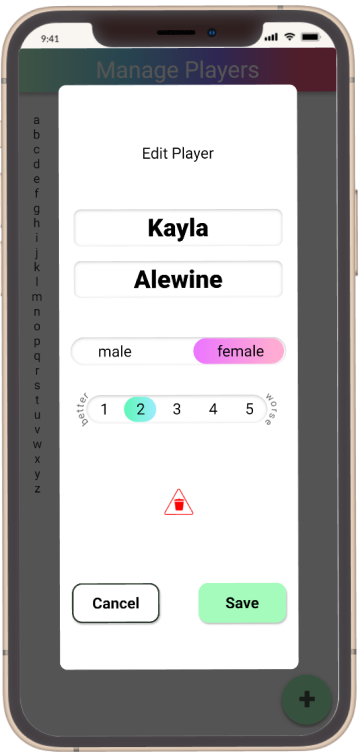 9:41
Manage Players
a
b
c
d
e
f
g
h
i
j
k
l
m
n
o
p
q
r
s
t
u
v
w
x
y
z
Edit Player
Kayla
Alewine
male female
better 1 2 3 4 5 worse
Cancel Save
+